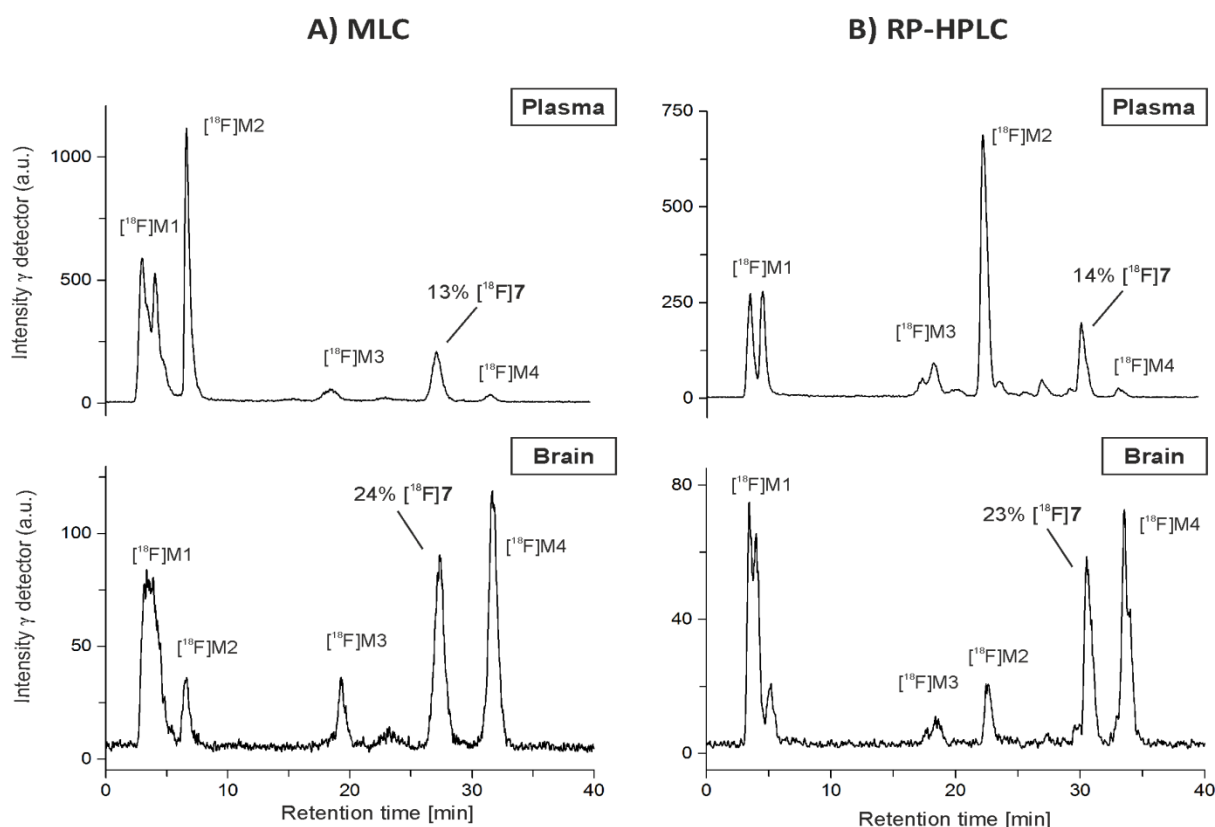 A) MLC
Plasma
1000
500
0
Intensity γ detector (a.u.)
[¹⁸F]M1
[¹⁸F]M2
[¹⁸F]M3
13% [¹⁸F]7
[¹⁸F]M4
Brain
100
50
0
Intensity γ detector (a.u.)
[¹⁸F]M1
[¹⁸F]M2
[¹⁸F]M3
24% [¹⁸F]7
[¹⁸F]M4
0 10 20 30 40
Retention time [min]
B) RP-HPLC
Plasma
750
500
250
0
[¹⁸F]M1
[¹⁸F]M3
[¹⁸F]M2
14% [¹⁸F]7
[¹⁸F]M4
Brain
80
40
0
[¹⁸F]M1
[¹⁸F]M3
[¹⁸F]M2
23% [¹⁸F]7
[¹⁸F]M4
0 10 20 30 40
Retention time [min]